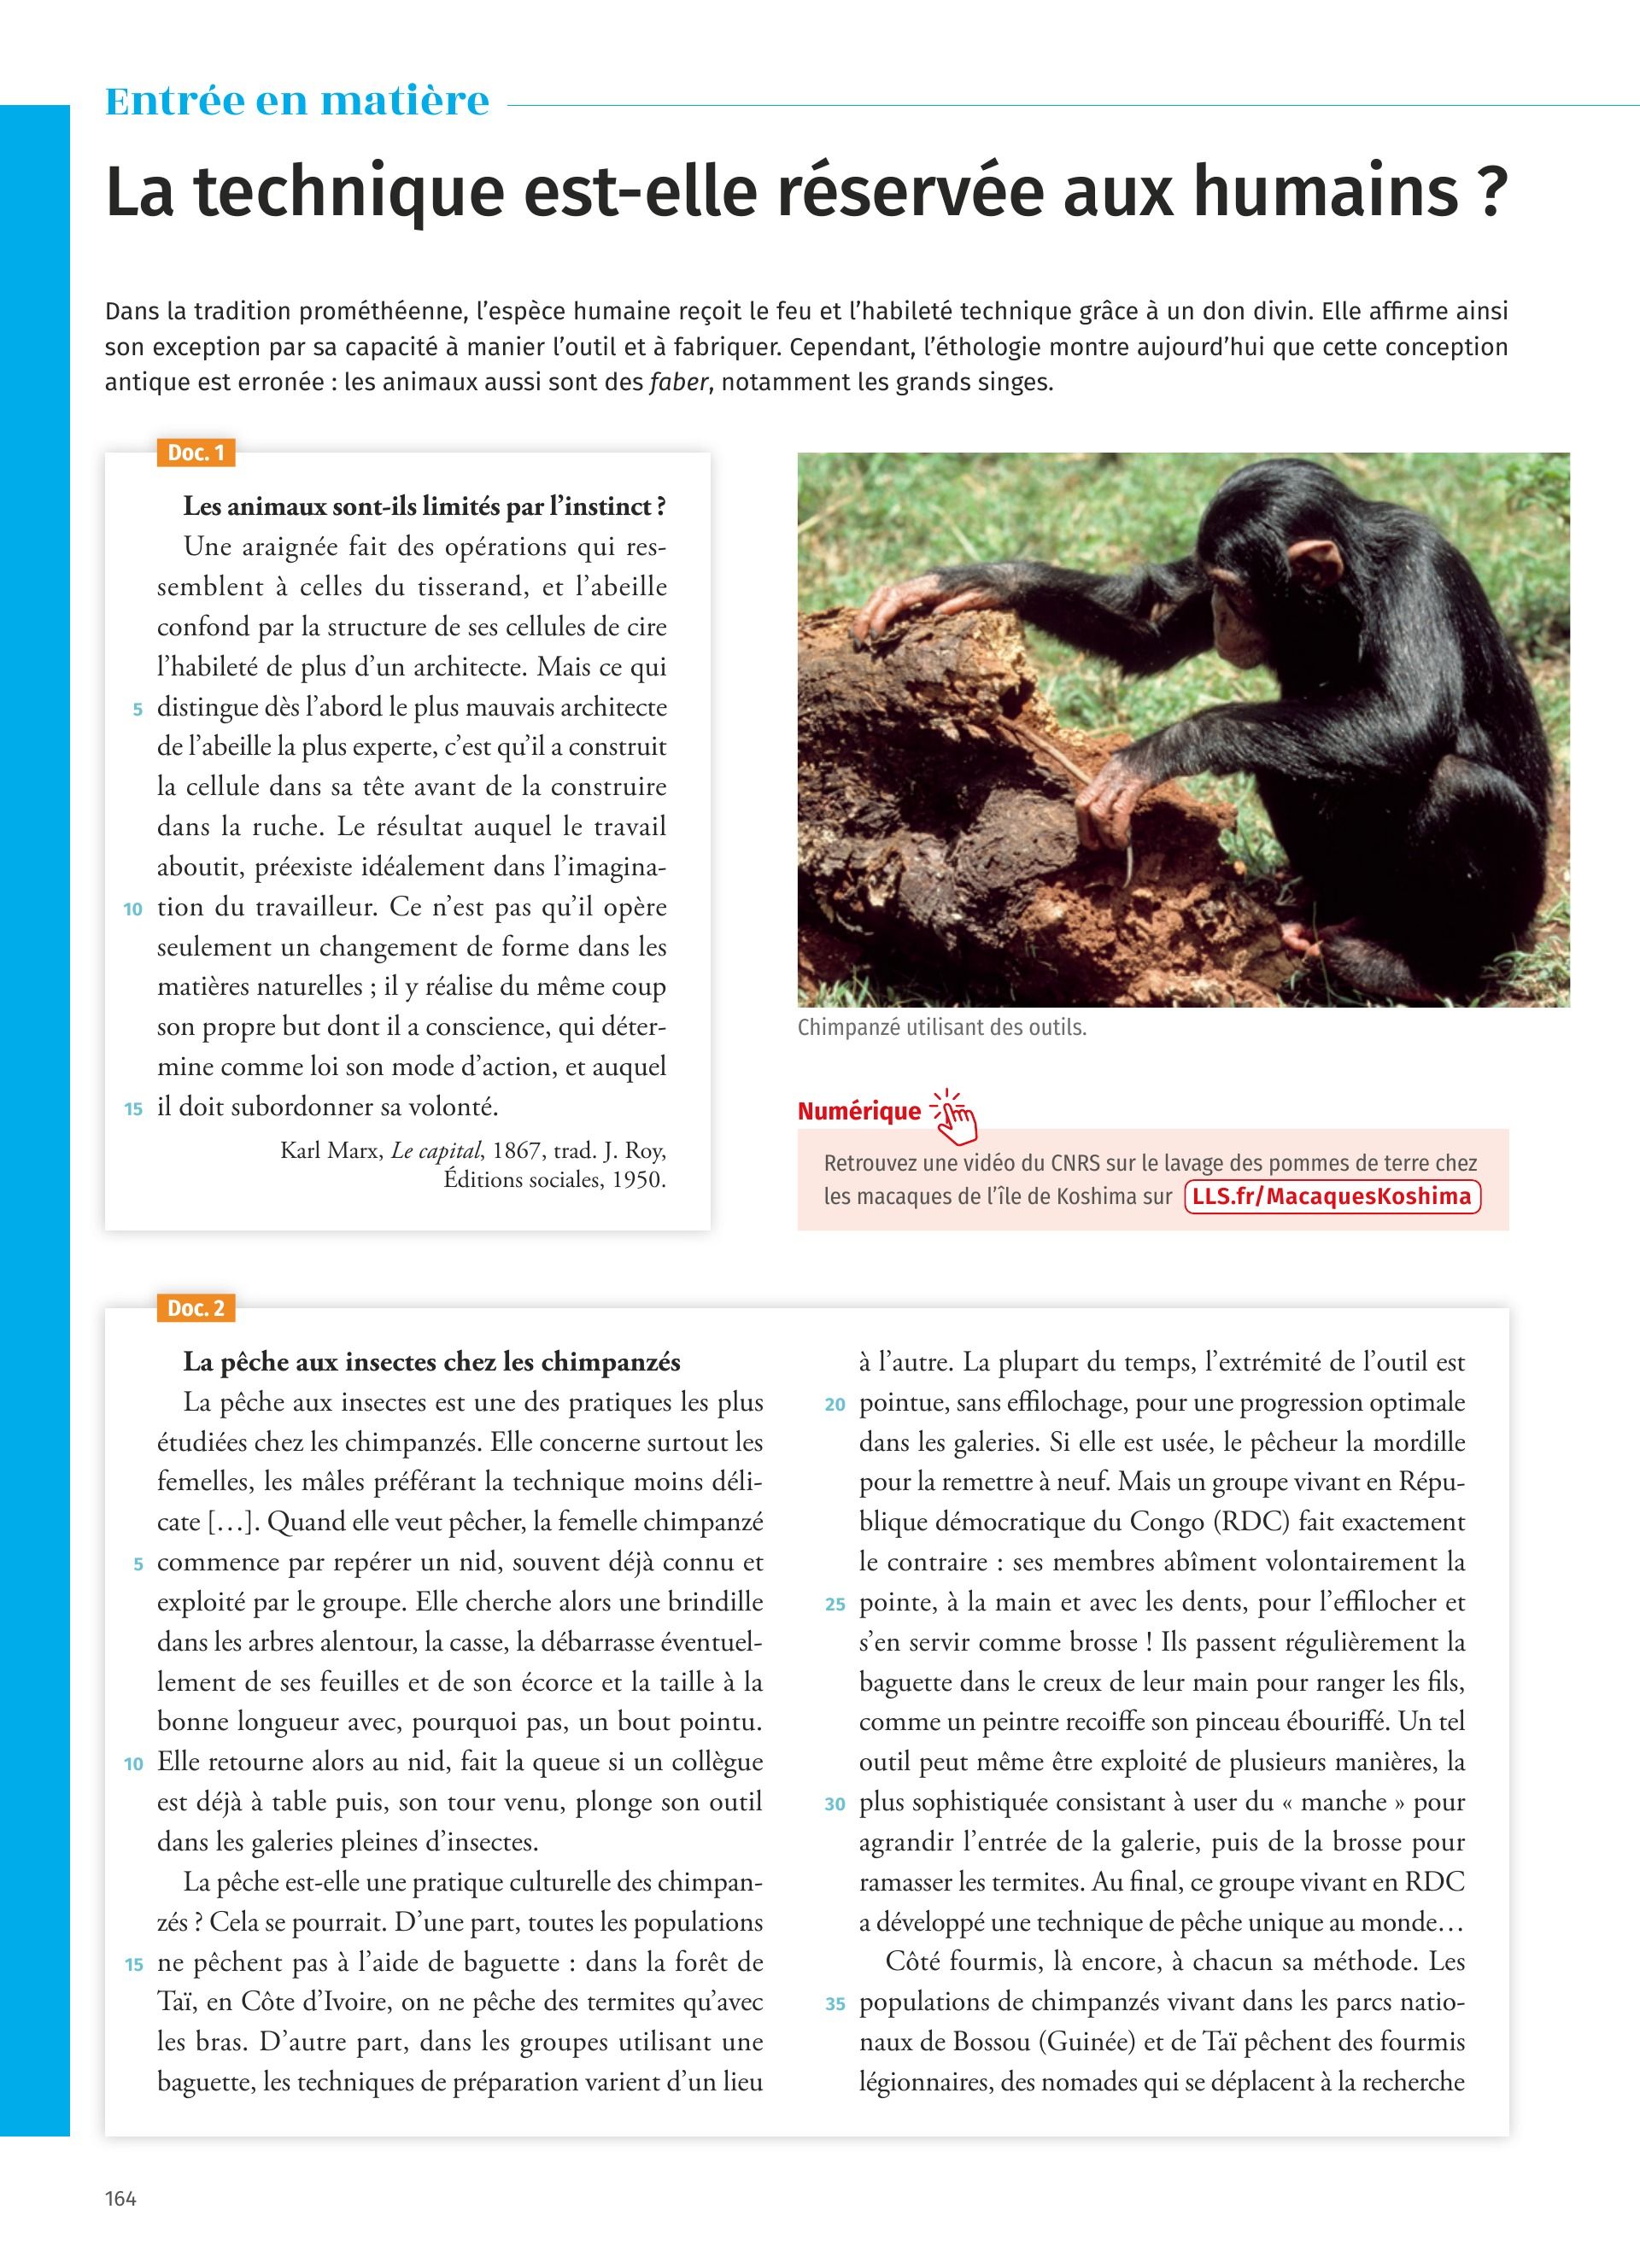 Entrée en matière
La technique est-elle réservée aux humains ?
Dans la tradition prométhéenne, l’espèce humaine reçoit le feu et l’habileté technique grâce à un don divin. Elle affirme ainsi
son exception par sa capacité à manier l’outil et à fabriquer. Cependant, l’éthologie montre aujourd’hui que cette conception
antique est erronée : les animaux aussi sont des faber, notamment les grands singes.
Doc. 1
Les animaux sont-ils limités par l’instinct ?
Une araignée fait des opérations qui res-
semblent à celles du tisserand, et l’abeille
confond par la structure de ses cellules de cire
l’habileté de plus d’un architecte. Mais ce qui
5 distingue dès l’abord le plus mauvais architecte
de l’abeille la plus experte, c’est qu’il a construit
la cellule dans sa tête avant de la construire
dans la ruche. Le résultat auquel le travail
aboutit, préexiste idéalement dans l’imagina-
10 tion du travailleur. Ce n’est pas qu’il opère
seulement un changement de forme dans les
matières naturelles ; il y réalise du même coup
son propre but dont il a conscience, qui déter-
mine comme loi son mode d’action, et auquel
15 il doit subordonner sa volonté.
Karl Marx, Le capital, 1867, trad. J. Roy,
Éditions sociales, 1950.
Chimpanzé utilisant des outils.
Numérique
Retrouvez une vidéo du CNRS sur le lavage des pommes de terre chez
les macaques de l’île de Koshima sur LLS.fr/MacaquesKoshima
Doc. 2
La pêche aux insectes chez les chimpanzés
La pêche aux insectes est une des pratiques les plus
étudiées chez les chimpanzés. Elle concerne surtout les
femelles, les mâles préférant la technique moins déli-
cate […]. Quand elle veut pêcher, la femelle chimpanzé
5 commence par repérer un nid, souvent déjà connu et
exploité par le groupe. Elle cherche alors une brindille
dans les arbres alentour, la casse, la débarrasse éventuel-
lement de ses feuilles et de son écorce et la taille à la
bonne longueur avec, pourquoi pas, un bout pointu.
10 Elle retourne alors au nid, fait la queue si un collègue
est déjà à table puis, son tour venu, plonge son outil
dans les galeries pleines d’insectes.
La pêche est-elle une pratique culturelle des chimpan-
zés ? Cela se pourrait. D’une part, toutes les populations
15 ne pêchent pas à l’aide de baguette : dans la forêt de
Taï, en Côte d’Ivoire, on ne pêche des termites qu’avec
les bras. D’autre part, dans les groupes utilisant une
baguette, les techniques de préparation varient d’un lieu
à l’autre. La plupart du temps, l’extrémité de l’outil est
20 pointue, sans effilochage, pour une progression optimale
dans les galeries. Si elle est usée, le pêcheur la mordille
pour la remettre à neuf. Mais un groupe vivant en Répu-
blique démocratique du Congo (RDC) fait exactement
le contraire : ses membres abîment volontairement la
25 pointe, à la main et avec les dents, pour l’effilocher et
s’en servir comme brosse ! Ils passent régulièrement la
baguette dans le creux de leur main pour ranger les fils,
comme un peintre recoiffe son pinceau ébouriffé. Un tel
outil peut même être exploité de plusieurs manières, la
30 plus sophistiquée consistant à user du « manche » pour
agrandir l’entrée de la galerie, puis de la brosse pour
ramasser les termites. Au final, ce groupe vivant en RDC
a développé une technique de pêche unique au monde…
Côté fourmis, là encore, à chacun sa méthode. Les
35 populations de chimpanzés vivant dans les parcs natio-
naux de Bossou (Guinée) et de Taï pêchent des fourmis
légionnaires, des nomades qui se déplacent à la recherche
164